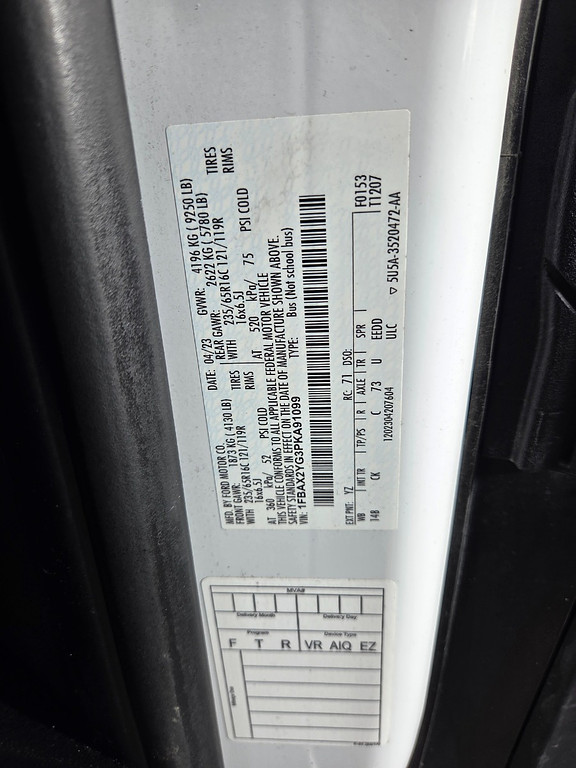 MFD BY FORD MOTOR CO. DATE: 04/23 GVWR: 4196 KG ( 9250 LB)
FRONT GAWR: 1873 KG ( 4130 LB) REAR GAWR: 2622 KG ( 5780 LB)
WITH 235/65R16C 121/119R TIRES WITH 235/65R16C 121/119R TIRES
16x6.5J RIMS 16x6.5J RIMS
AT 360 kPa/ 52 PSI COLD AT 520 kPa/ 75 PSI COLD
THIS VEHICLE CONFORMS TO ALL APPLICABLE FEDERAL MOTOR VEHICLE
SAFETY STANDARDS IN EFFECT ON THE DATE OF MANUFACTURE SHOWN ABOVE.
VIN: 1FBAX2YG3PKA91099 TYPE: Bus (Not school bus)
EXT PNT: YZ RC: 71 DSO: F0153
WB INT TR TP/PS R AXLE TR SPR T1207
148 CK C 73 U EEDD
1202304207604 ULC ▽ 5U5A-3520472-AA
MVA#
Delivery Month Delivery Day
Program Device Type
F T R VR AIQ EZ